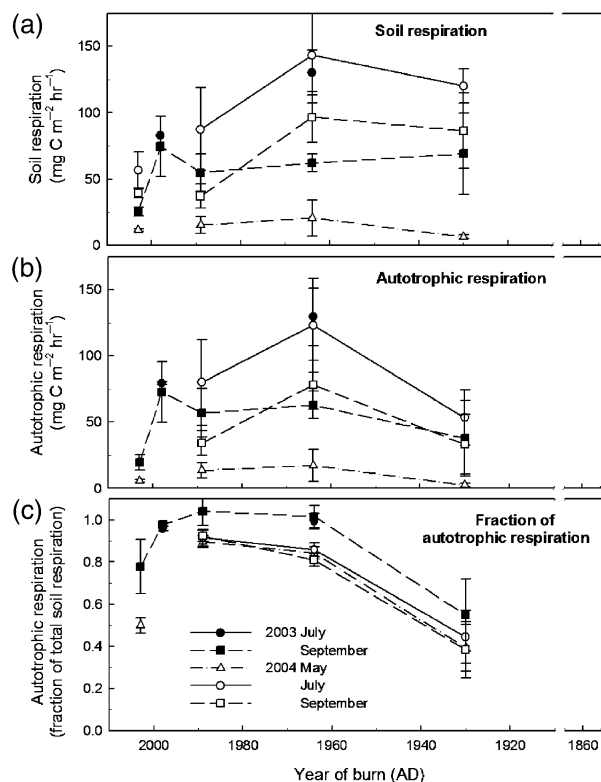 (a)
Soil respiration
Soil respiration
(mg C m⁻² hr⁻¹)
150
100
50
0
(b)
Autotrophic respiration
Autotrophic respiration
(mg C m⁻² hr⁻¹)
150
100
50
0
(c)
Fraction of
autotrophic respiration
Autotrophic respiration
(fraction of total soil respiration)
1.0
0.8
0.6
0.4
0.2
0.0
2003 July
September
2004 May
July
September
2000 1980 1960 1940 1920 1860
Year of burn (AD)